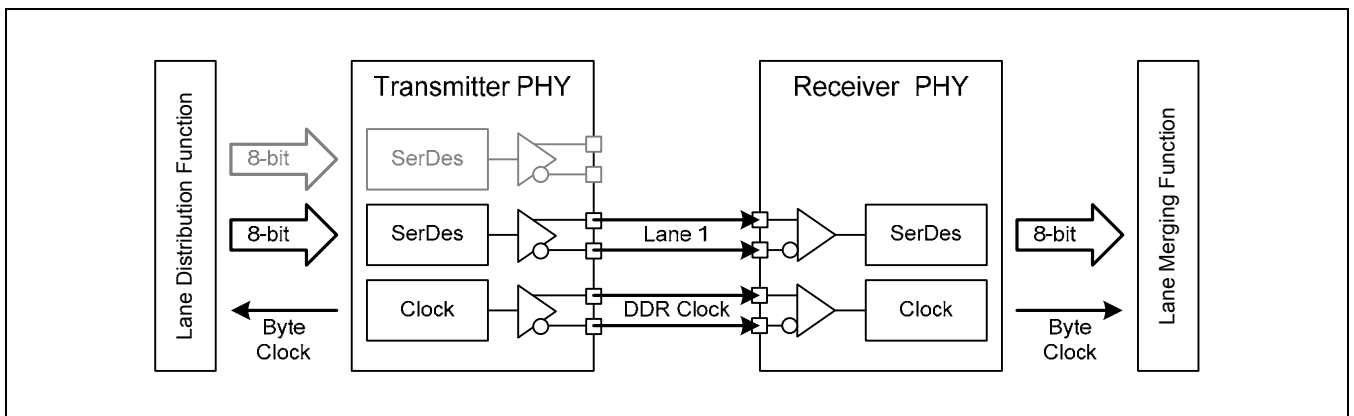 Lane Distribution Function
Transmitter PHY
Receiver PHY
Lane Merging Function
8-bit
SerDes
8-bit
SerDes
Lane 1
SerDes
8-bit
Byte
Clock
Clock
DDR Clock
Clock
Byte
Clock